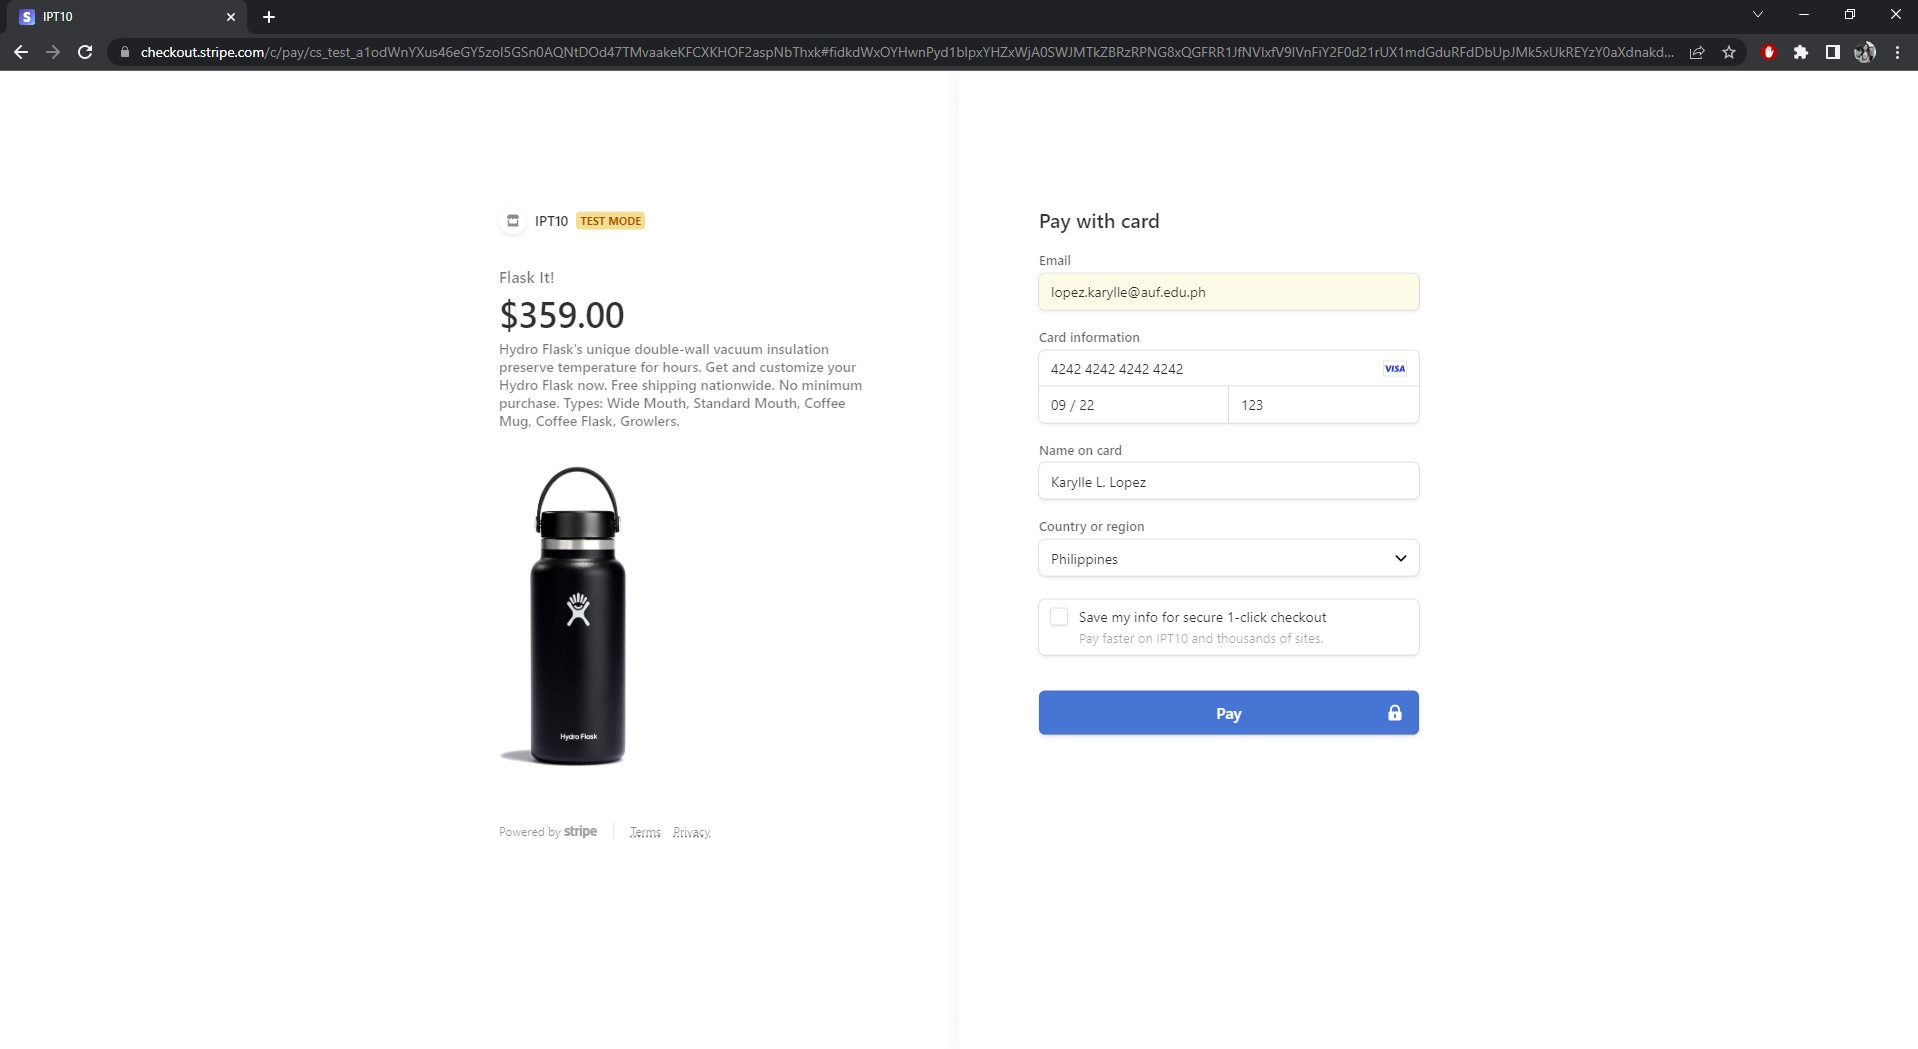 IPT10
checkout.stripe.com/c/pay/
IPT10 TEST MODE
Flask It!
$359.00
Hydro Flask's unique double-wall vacuum insulation
preserve temperature for hours. Get and customize your
Hydro Flask now. Free shipping nationwide. No minimum
purchase. Types: Wide Mouth, Standard Mouth, Coffee
Mug, Coffee Flask, Growlers.
Hydro Flask
Powered by stripe
Terms Privacy
Pay with card
Email
lopez.karylle@auf.edu.ph
Card information
4242 4242 4242 4242 VISA
09 / 22 123
Name on card
Karylle L. Lopez
Country or region
Philippines
Save my info for secure 1-click checkout
Pay faster on IPT10 and thousands of sites.
Pay